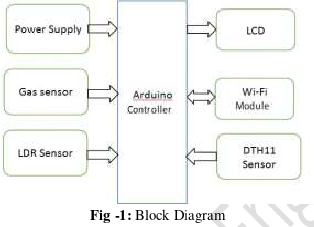 Power Supply
LCD
Gas sensor
Arduino
Controller
Wi-Fi
Module
LDR Sensor
DTH11
Sensor
Fig -1: Block Diagram